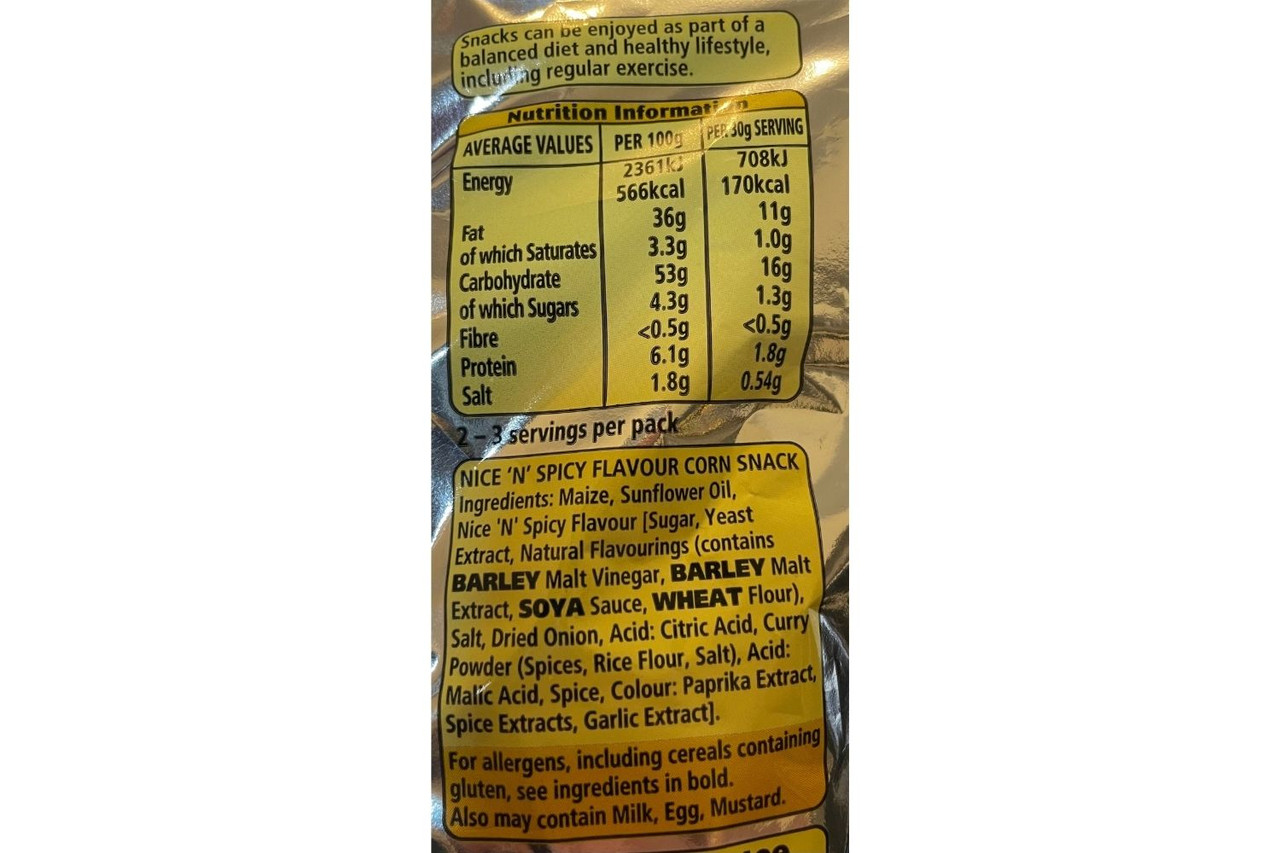 Snacks can be enjoyed as part of a
balanced diet and healthy lifestyle,
including regular exercise.
Nutrition Information
AVERAGE VALUES PER 100g PER 30g SERVING
Energy 2361kJ 708kJ
566kcal 170kcal
Fat 36g 11g
of which Saturates 3.3g 1.0g
Carbohydrate 53g 16g
of which Sugars 4.3g 1.3g
Fibre <0.5g <0.5g
Protein 6.1g 1.8g
Salt 1.8g 0.54g
2 – 3 servings per pack
NICE 'N' SPICY FLAVOUR CORN SNACK
Ingredients: Maize, Sunflower Oil,
Nice 'N' Spicy Flavour [Sugar, Yeast
Extract, Natural Flavourings (contains
BARLEY Malt Vinegar, BARLEY Malt
Extract, SOYA Sauce, WHEAT Flour),
Salt, Dried Onion, Acid: Citric Acid, Curry
Powder (Spices, Rice Flour, Salt), Acid:
Malic Acid, Spice, Colour: Paprika Extract,
Spice Extracts, Garlic Extract].
For allergens, including cereals containing
gluten, see ingredients in bold.
Also may contain Milk, Egg, Mustard.